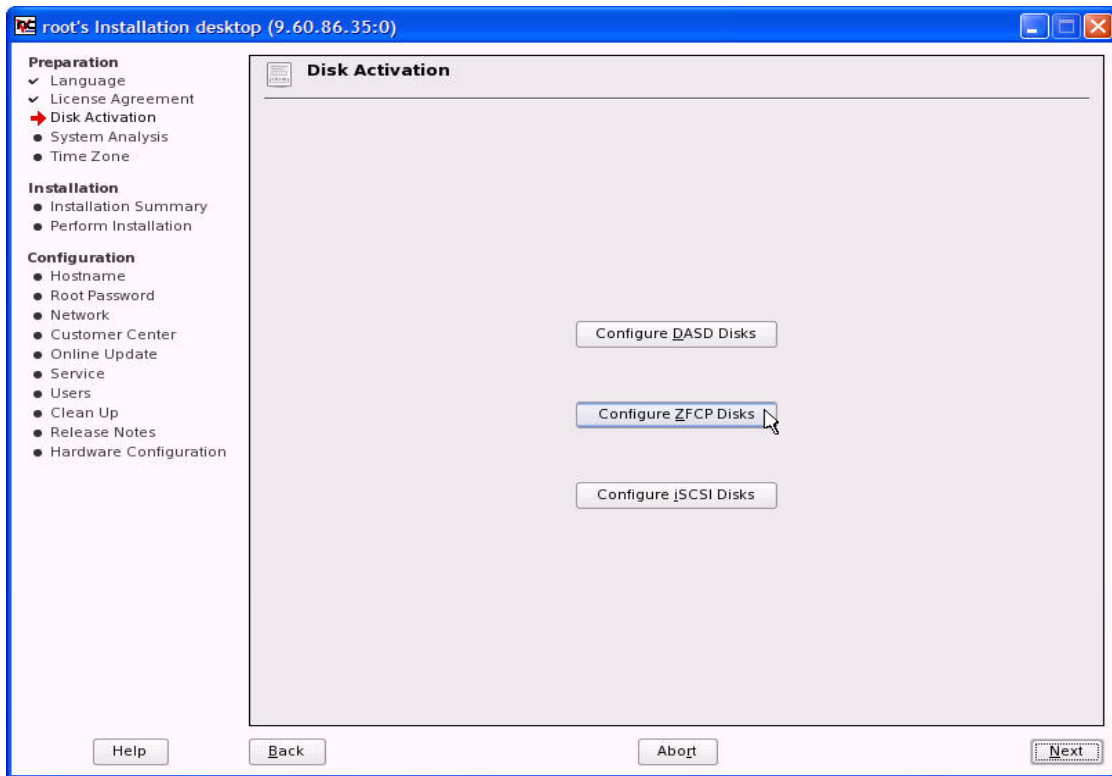 root's Installation desktop (9.60.86.35:0)
Preparation
Language
License Agreement
Disk Activation
System Analysis
Time Zone
Installation
Installation Summary
Perform Installation
Configuration
Hostname
Root Password
Network
Customer Center
Online Update
Service
Users
Clean Up
Release Notes
Hardware Configuration
Disk Activation
Configure DASD Disks
Configure ZFCP Disks
Configure iSCSI Disks
Help
Back
Abort
Next